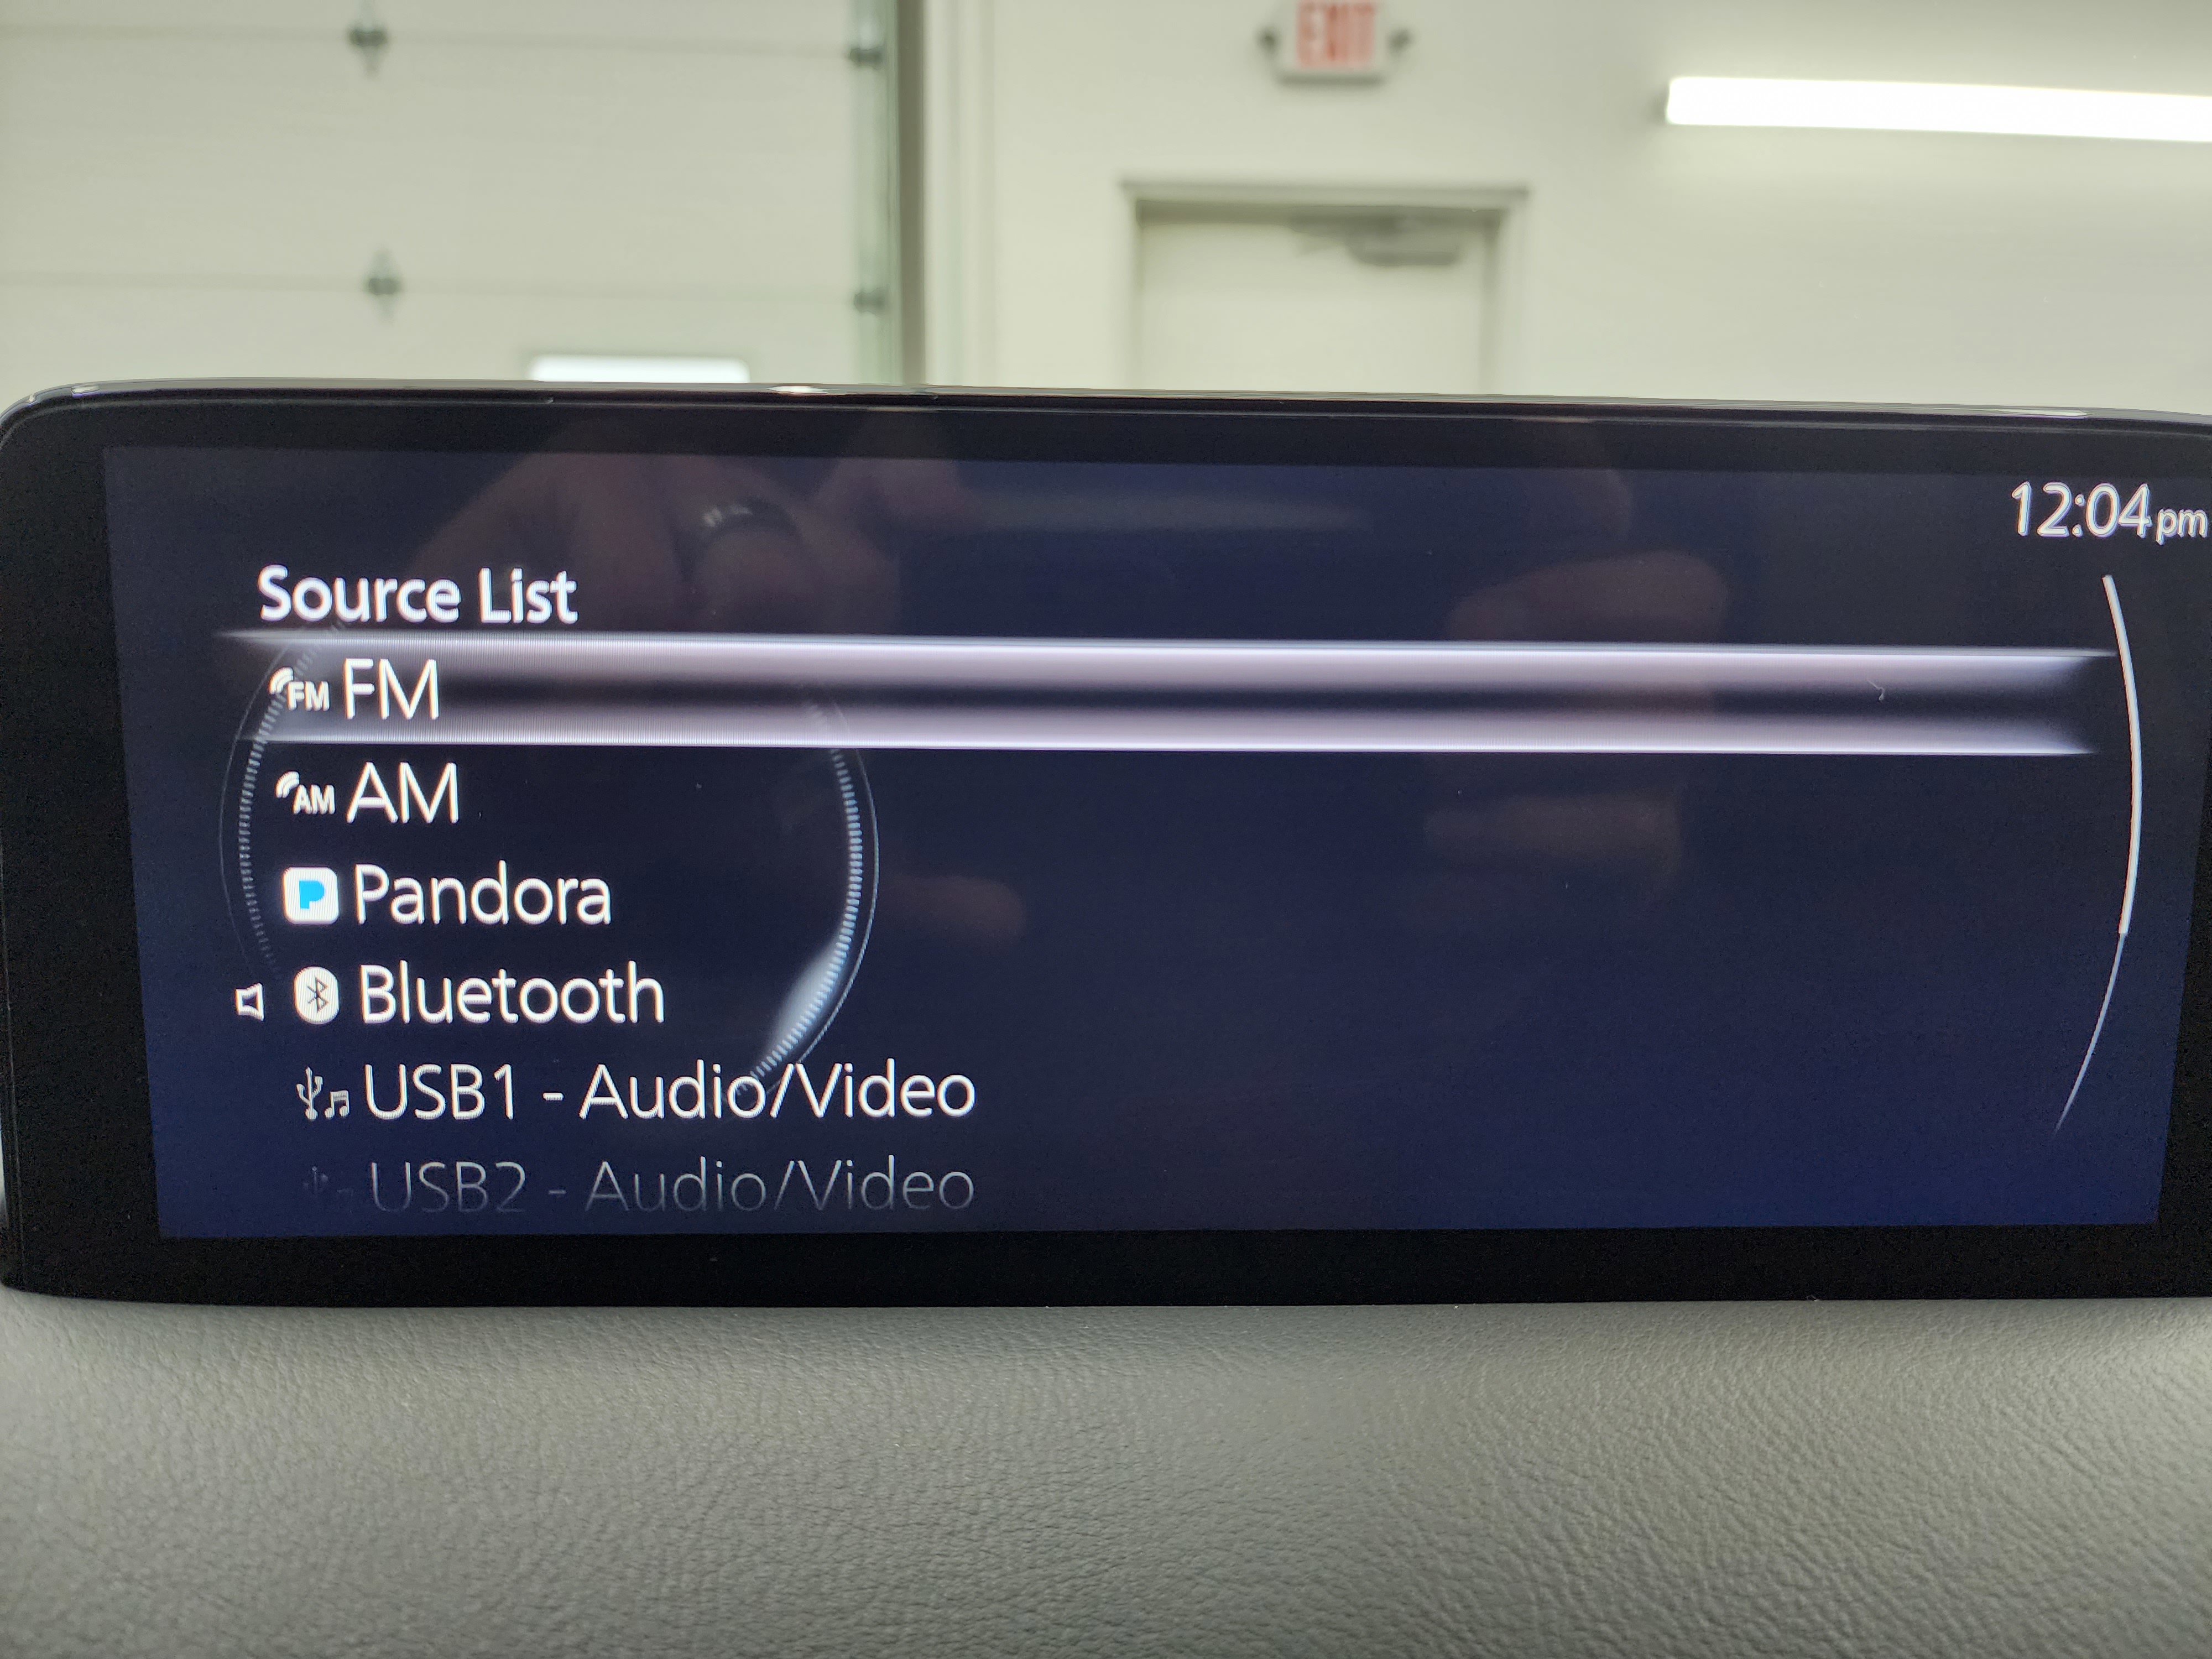 EXIT
12:04pm
Source List
FM FM
AM AM
P Pandora
Bluetooth
USB1 - Audio/Video
USB2 - Audio/Video